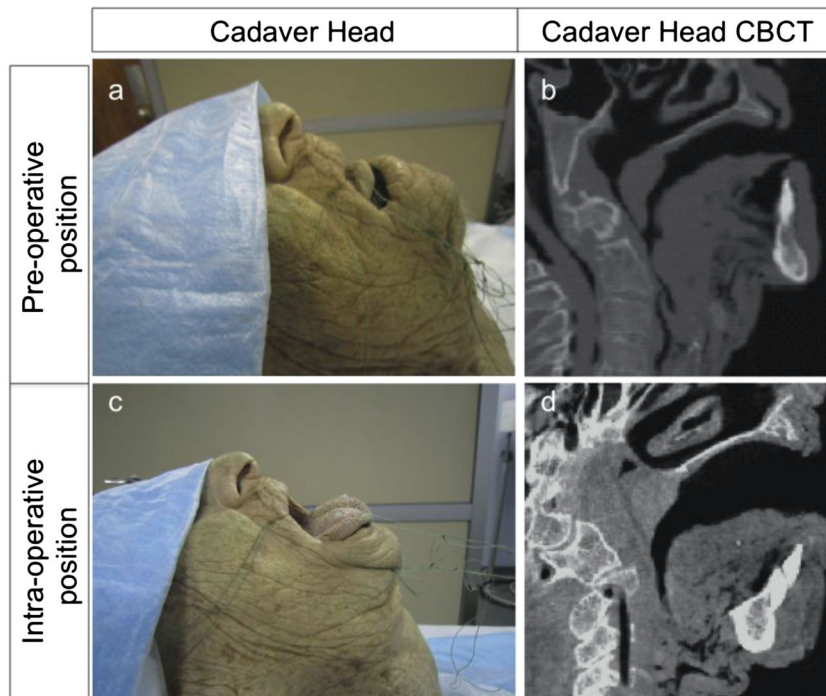 Cadaver Head
Cadaver Head CBCT
Pre-operative
position
a
b
Intra-operative
position
c
d